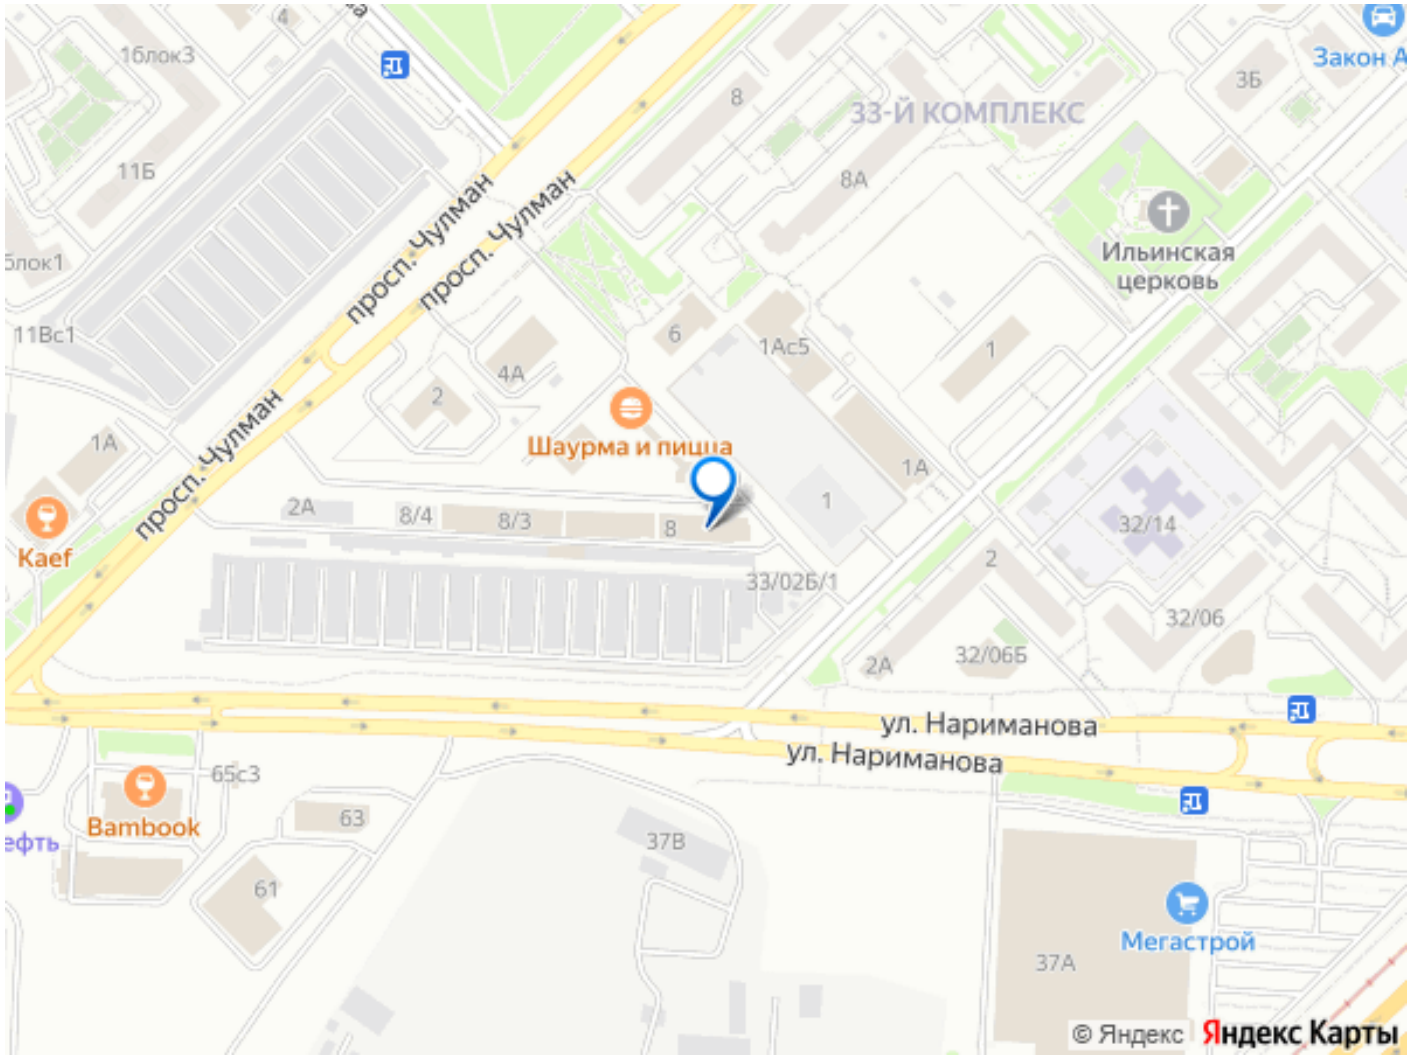 4
1блок3
8
3Б
Закон А
33-Й КОМПЛЕКС
11Б
8А
просп. Чулман
просп. Чулман
Ильинская
церковь
блок1
11Вс1
6
1Ас5
1
4А
2
Шаурма и пицца
просп. Чулман
1А
1А
Kaef
2А
8/4
8/3
8
1
32/14
33/02Б/1
2
32/06
2А
32/06Б
ул. Нариманова
ул. Нариманова
65с3
Bambook
63
ефть
37В
61
Мегастрой
37А
© Яндекс Яндекс Карты